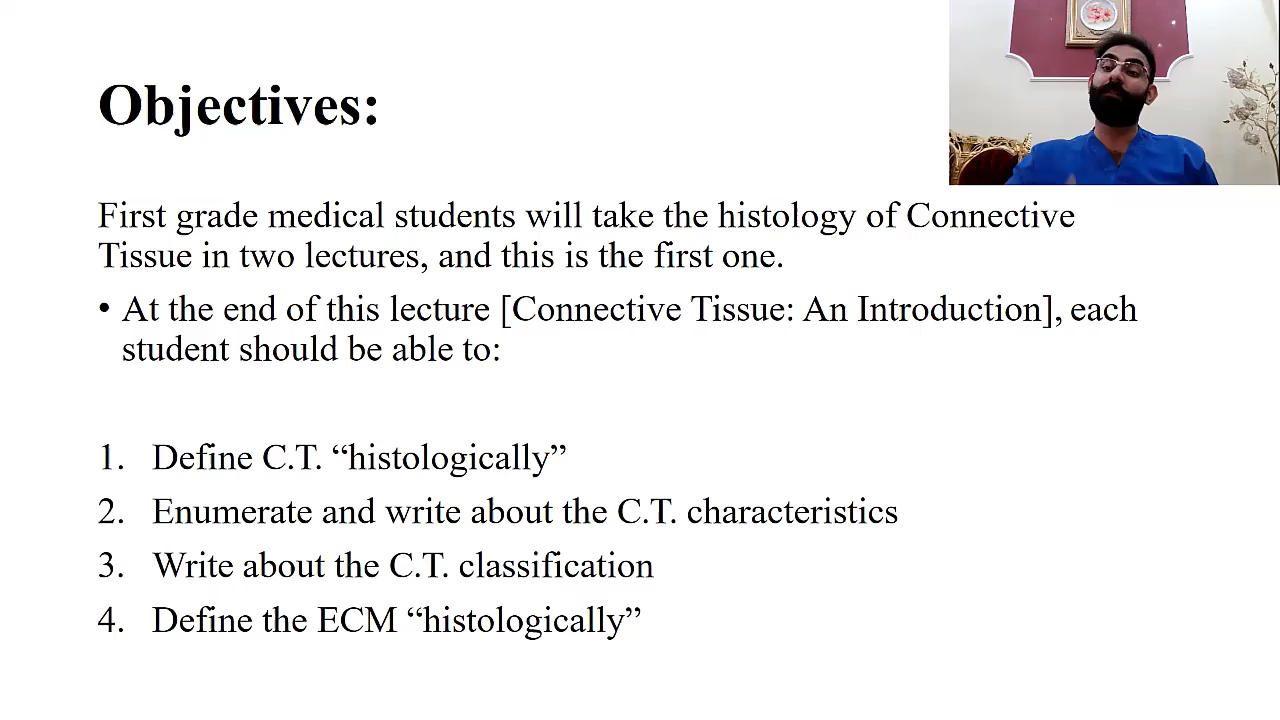 Objectives:
First grade medical students will take the histology of Connective
Tissue in two lectures, and this is the first one.
• At the end of this lecture [Connective Tissue: An Introduction], each
student should be able to:
1. Define C.T. “histologically”
2. Enumerate and write about the C.T. characteristics
3. Write about the C.T. classification
4. Define the ECM “histologically”